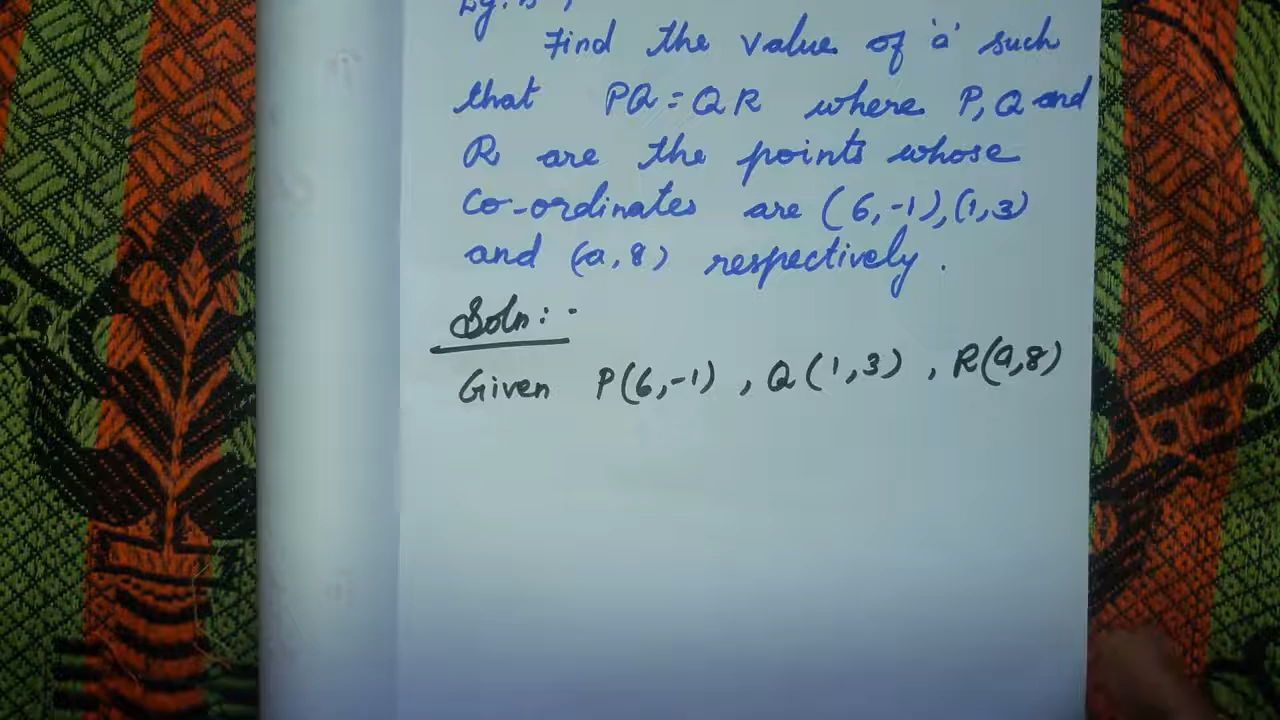 Find the value of 'a' such
that PQ = QR where P, Q and
R are the points whose
Co-ordinates are (6,-1), (1,3)
and (a,8) respectively.
Soln: -
Given P(6,-1), Q(1,3), R(a,8)